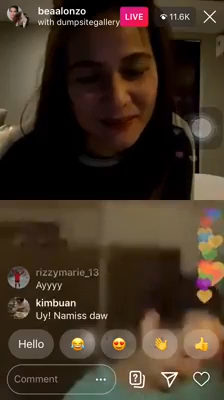 beaalonzo
with dumpsitegallery
LIVE
11.6K
rizzymarie_13
Ayyyy
kimbuan
Uy! Namiss daw
Hello
Comment